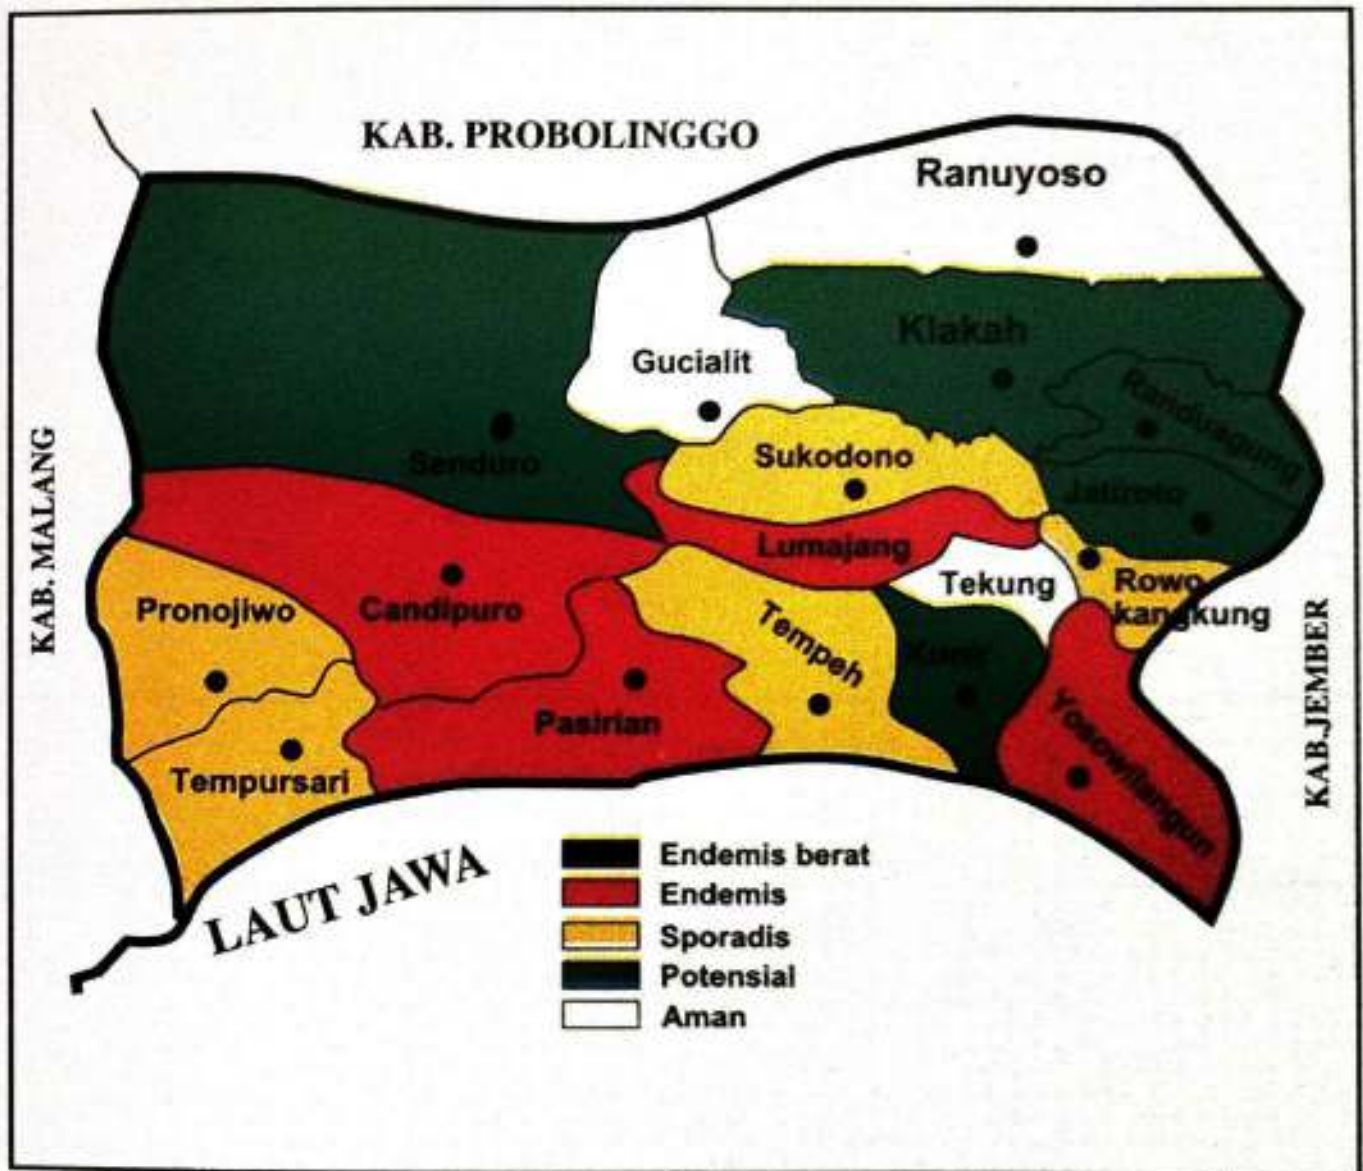 KAB. PROBOLINGGO
Ranuyoso
Klakah
Gucialit
Randuagung
Senduro
Sukodono
Jatiroto
KAB. MALANG
Lumajang
Tekung
Rowo
kangkung
Pronojiwo
Candipuro
Tempeh
Kunir
KAB.JEMBER
Pasirian
Yosowilangun
Tempursari
LAUT JAWA
Endemis berat
Endemis
Sporadis
Potensial
Aman